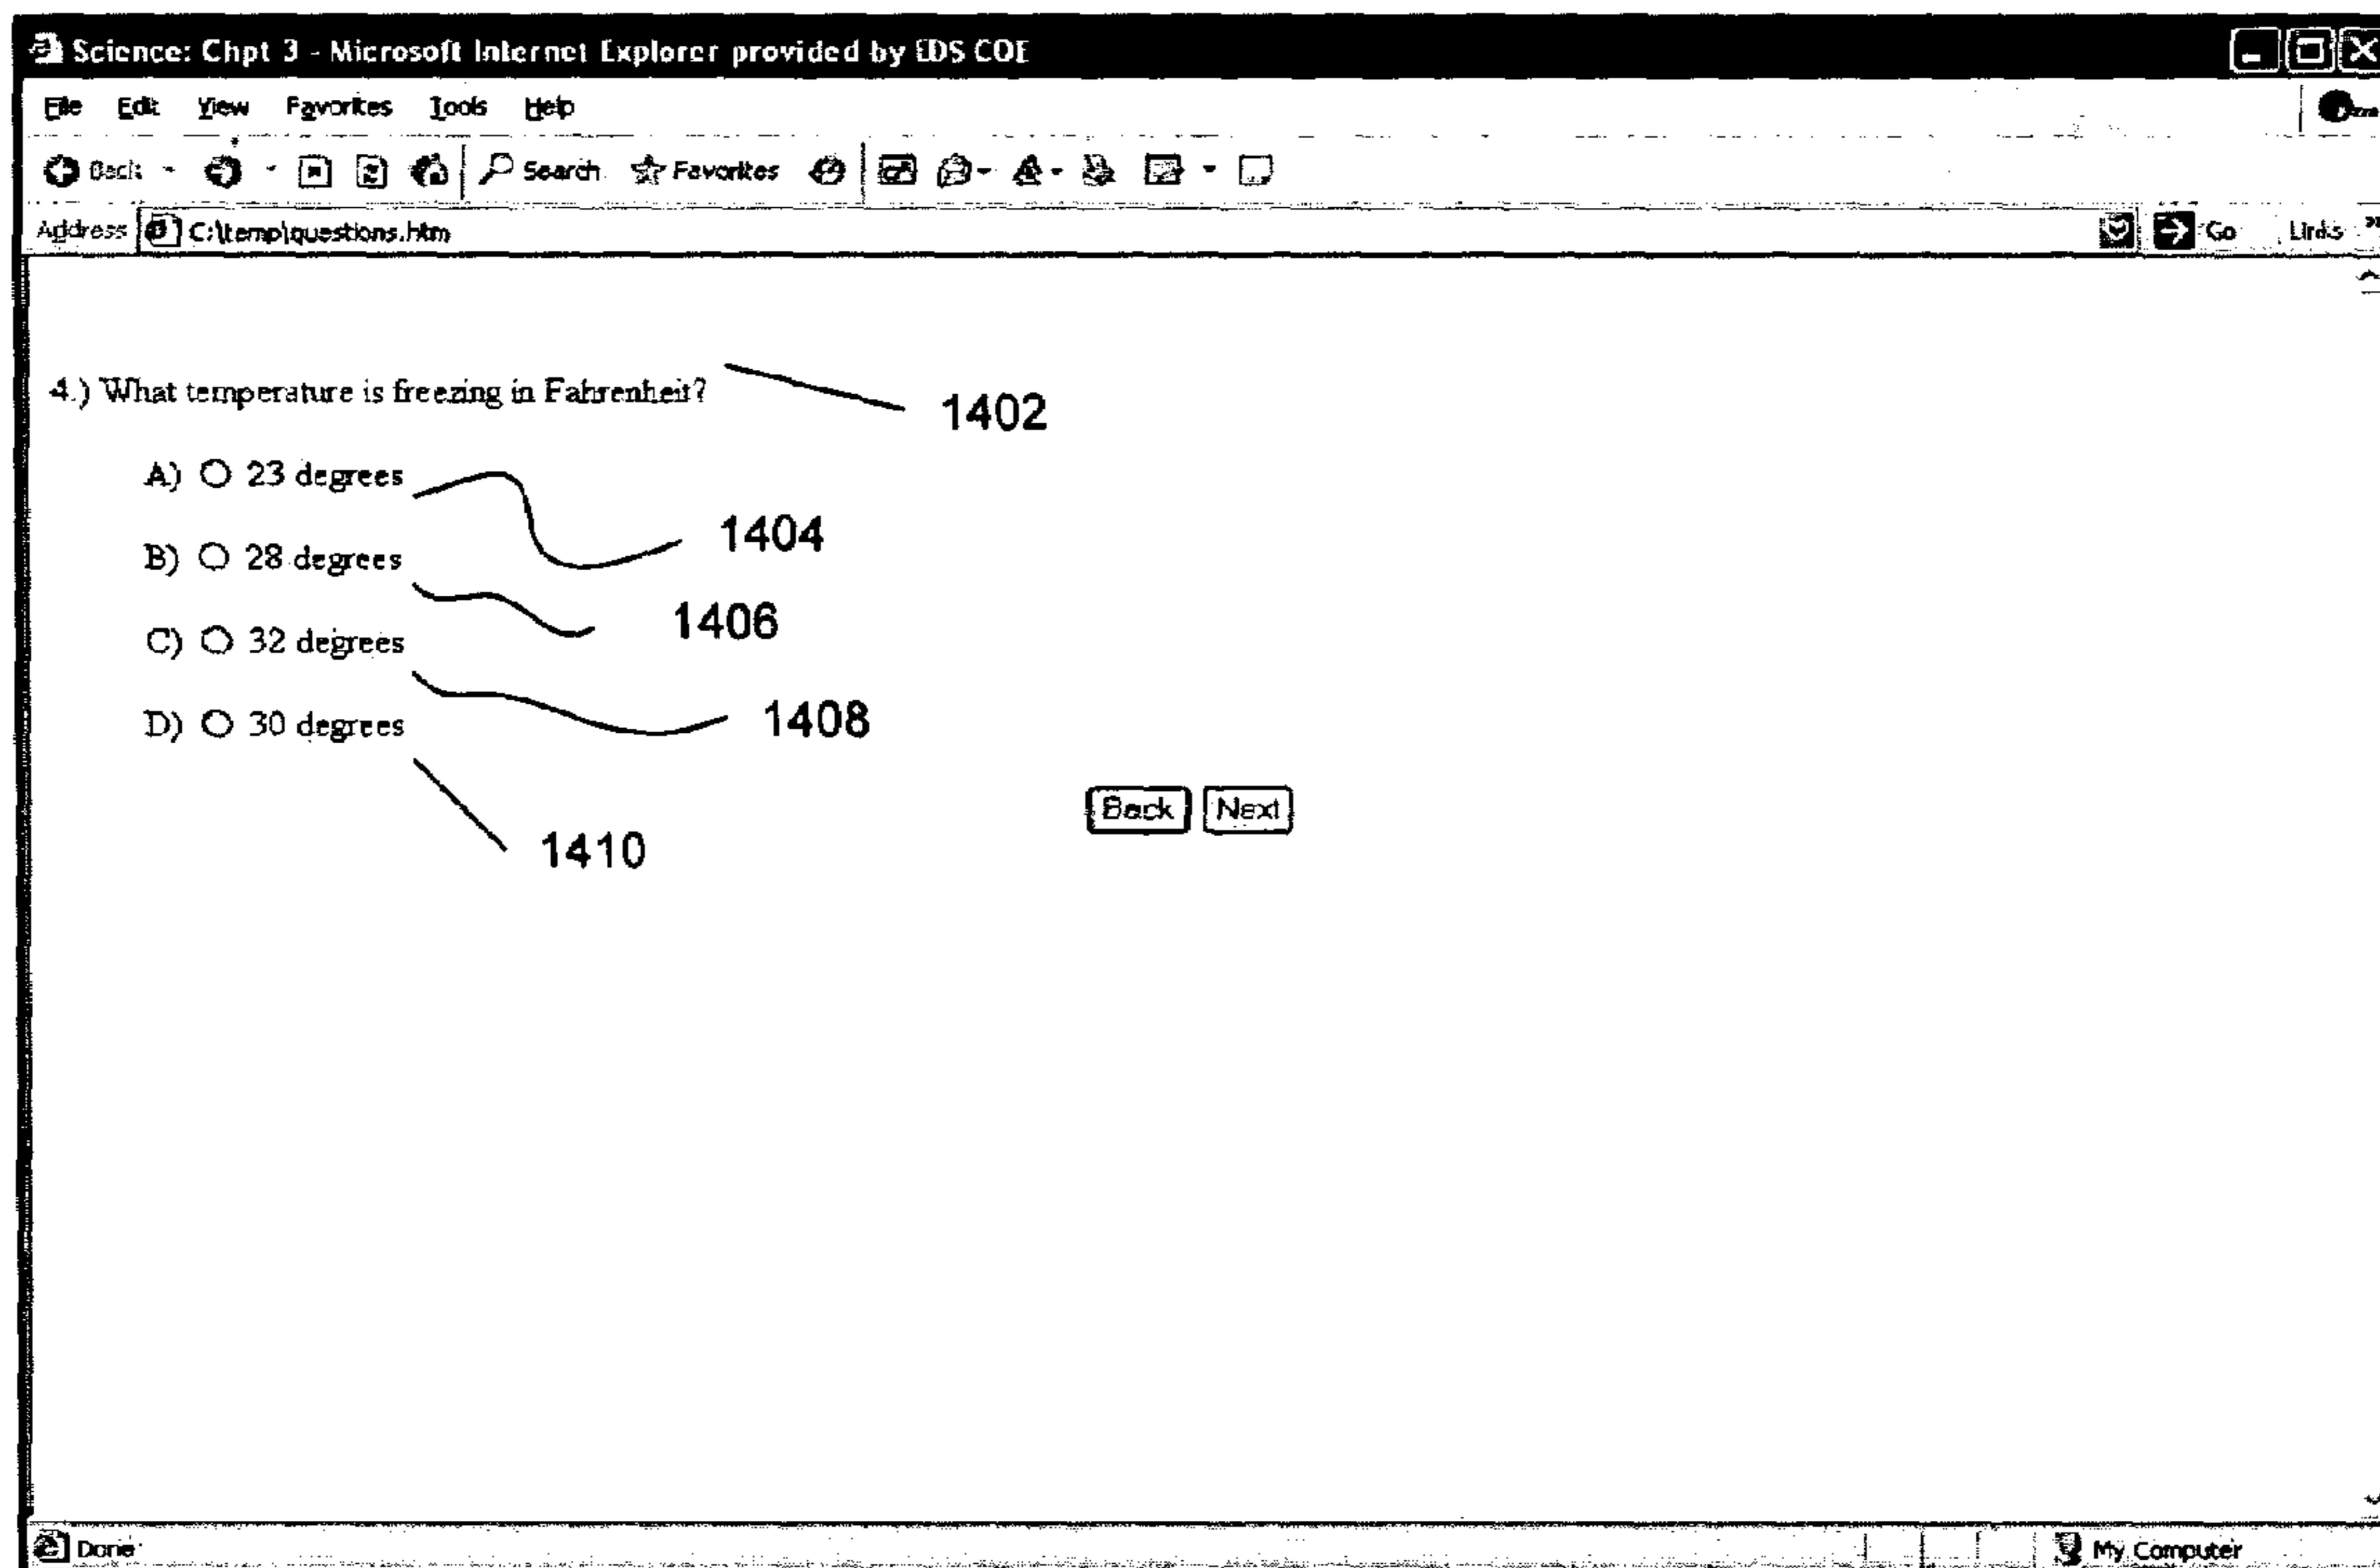 Science: Chpt 3 - Microsoft Internet Explorer provided by EDS COE
File Edit View Favorites Tools Help
Back Search Favorites
Address C:\temp\questions.htm Go Links »
4.) What temperature is freezing in Fahrenheit?
1402
A) 23 degrees
1404
B) 28 degrees
1406
C) 32 degrees
1408
D) 30 degrees
Back Next
1410
Done My Computer